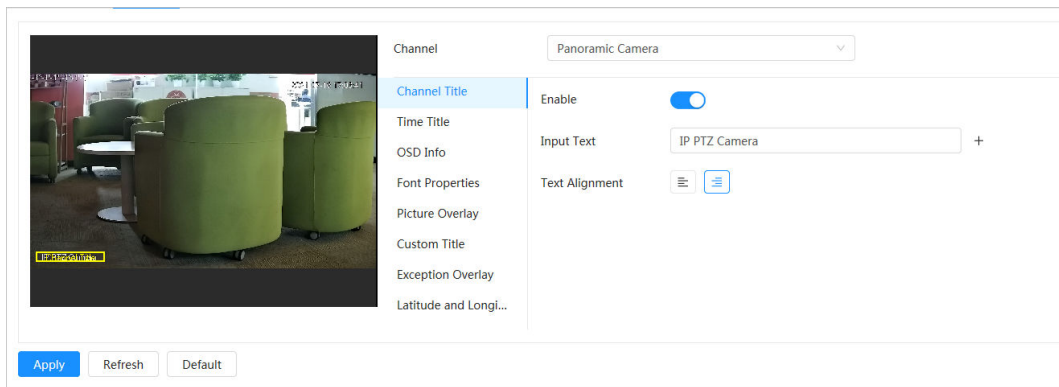 Channel
Panoramic Camera
Channel Title
Enable
Time Title
Input Text
IP PTZ Camera
+
OSD Info
Font Properties
Text Alignment
Picture Overlay
Custom Title
Exception Overlay
Latitude and Longi...
Apply
Refresh
Default